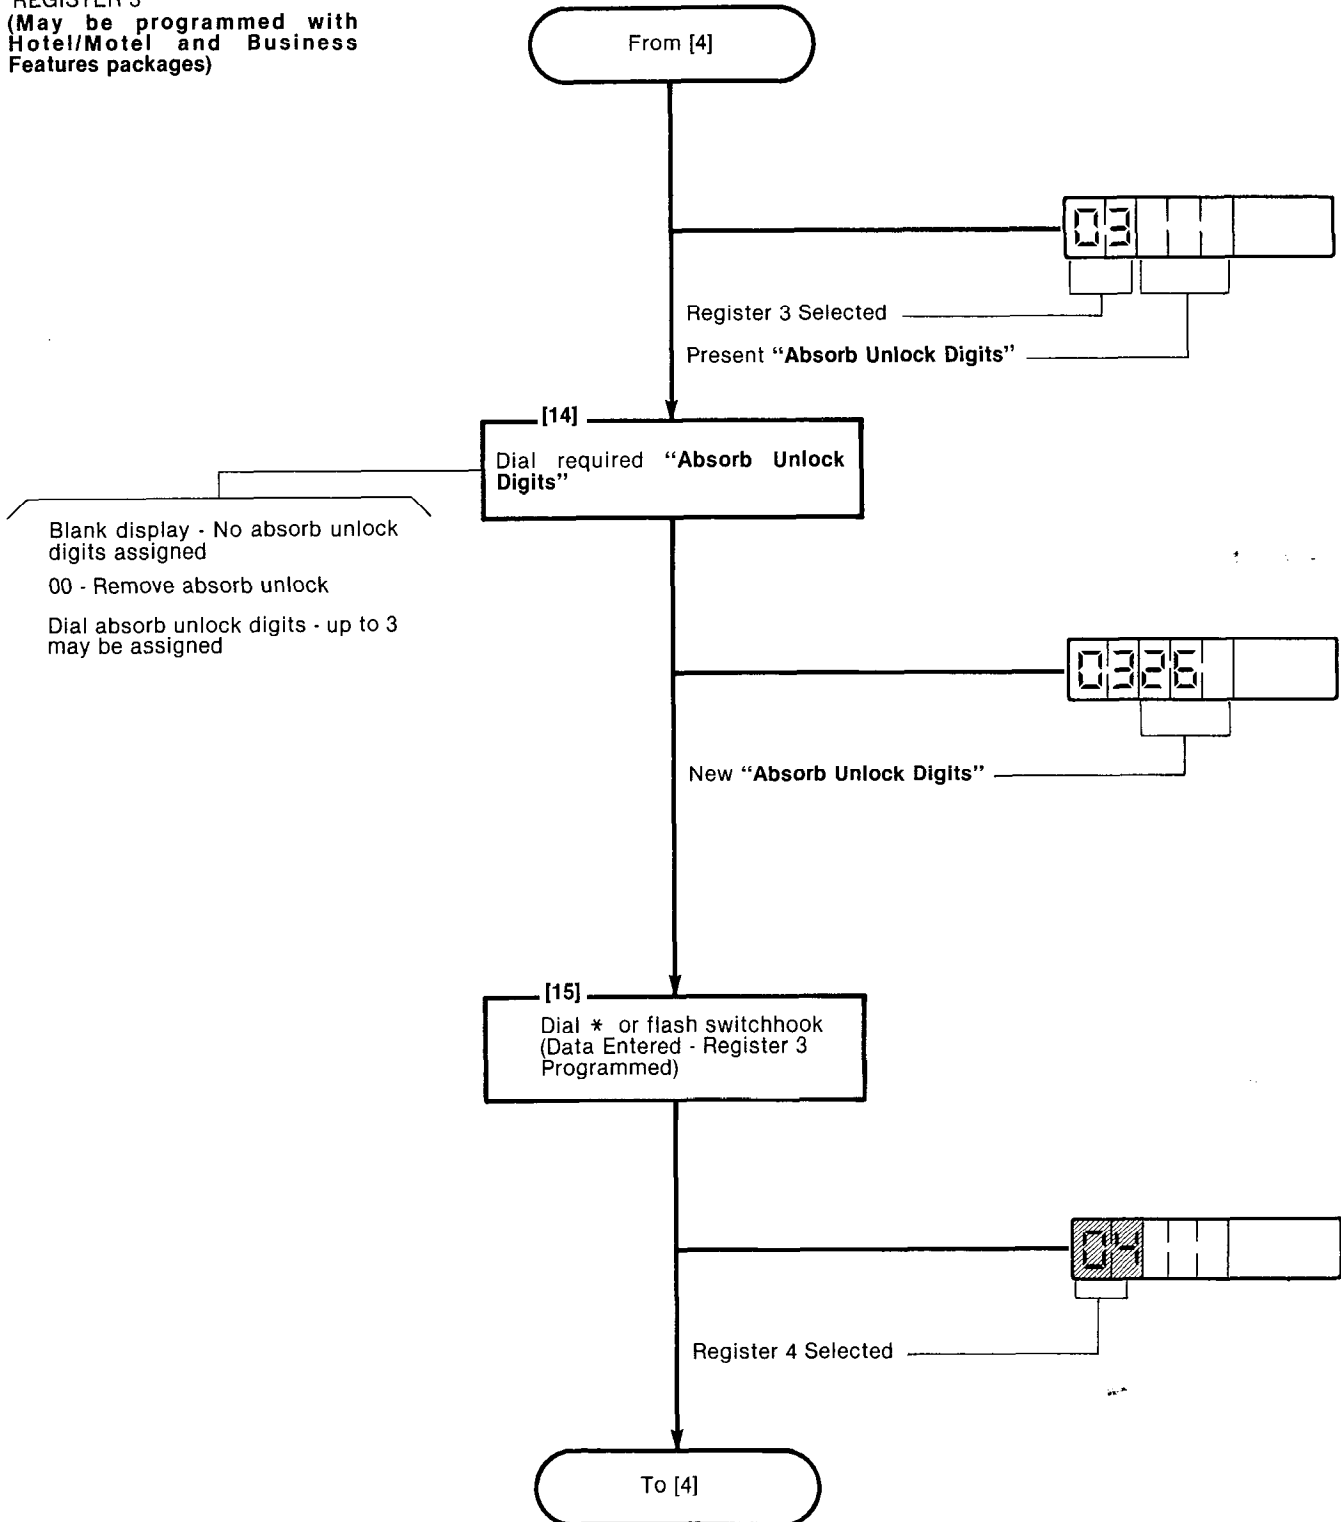 REGISTER 3
(May be programmed with
Hotel/Motel and Business
Features packages)
From [4]
03
Register 3 Selected
Present “Absorb Unlock Digits”
[14]
Dial required “Absorb Unlock
Digits”
Blank display - No absorb unlock
digits assigned
00 - Remove absorb unlock
Dial absorb unlock digits - up to 3
may be assigned
0326
New “Absorb Unlock Digits”
[15]
Dial * or flash switchhook
(Data Entered - Register 3
Programmed)
04
Register 4 Selected
To [4]